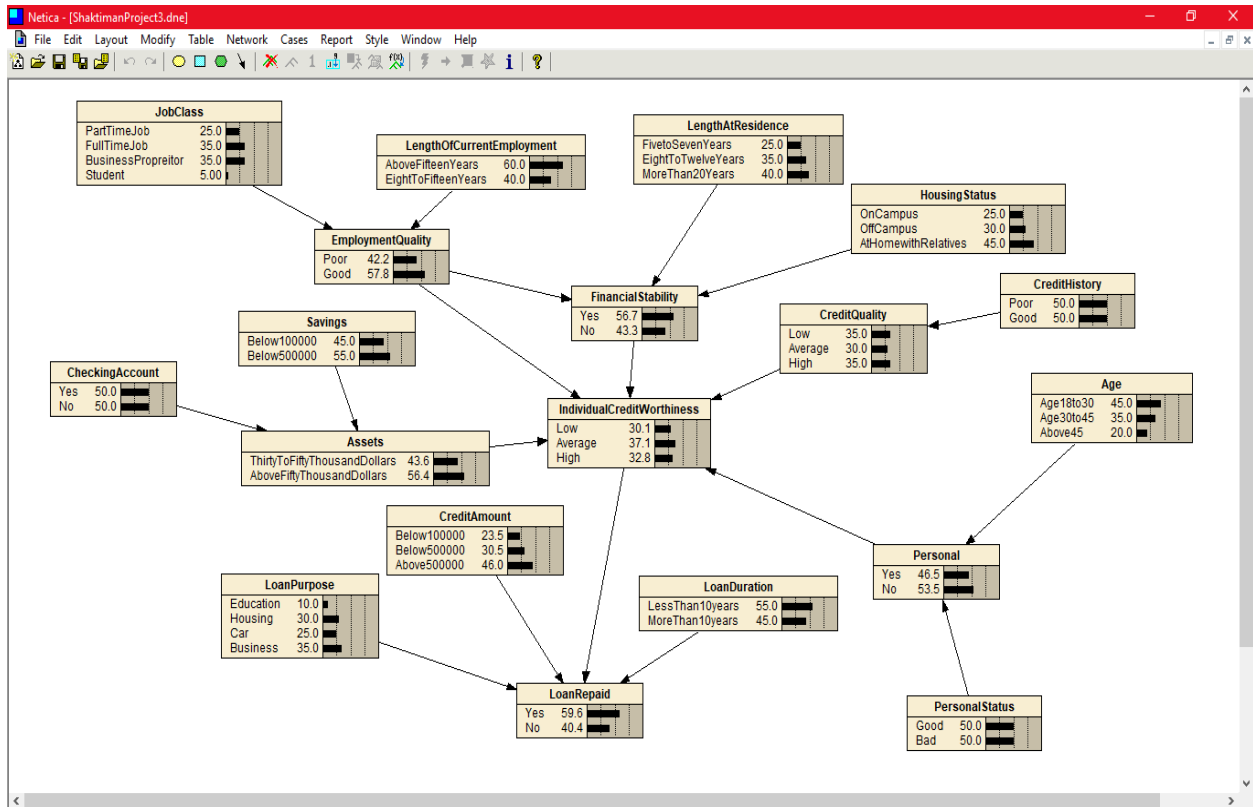 Netica - [ShaktimanProject3.dne]
File Edit Layout Modify Table Network Cases Report Style Window Help
JobClass
PartTimeJob 25.0
FullTimeJob 35.0
BusinessPropreitor 35.0
Student 5.00
LengthOfCurrentEmployment
AboveFifteenYears 60.0
EightToFifteenYears 40.0
LengthAtResidence
FivetoSevenYears 25.0
EightToTwelveYears 35.0
MoreThan20Years 40.0
HousingStatus
OnCampus 25.0
OffCampus 30.0
AtHomewithRelatives 45.0
EmploymentQuality
Poor 42.2
Good 57.8
FinancialStability
Yes 56.7
No 43.3
CreditHistory
Poor 50.0
Good 50.0
CreditQuality
Low 35.0
Average 30.0
High 35.0
Savings
Below100000 45.0
Below500000 55.0
CheckingAccount
Yes 50.0
No 50.0
Age
Age18to30 45.0
Age30to45 35.0
Above45 20.0
IndividualCreditWorthiness
Low 30.1
Average 37.1
High 32.8
Assets
ThirtyToFiftyThousandDollars 43.6
AboveFiftyThousandDollars 56.4
CreditAmount
Below100000 23.5
Below500000 30.5
Above500000 46.0
Personal
Yes 46.5
No 53.5
LoanPurpose
Education 10.0
Housing 30.0
Car 25.0
Business 35.0
LoanDuration
LessThan10years 55.0
MoreThan10years 45.0
LoanRepaid
Yes 59.6
No 40.4
PersonalStatus
Good 50.0
Bad 50.0